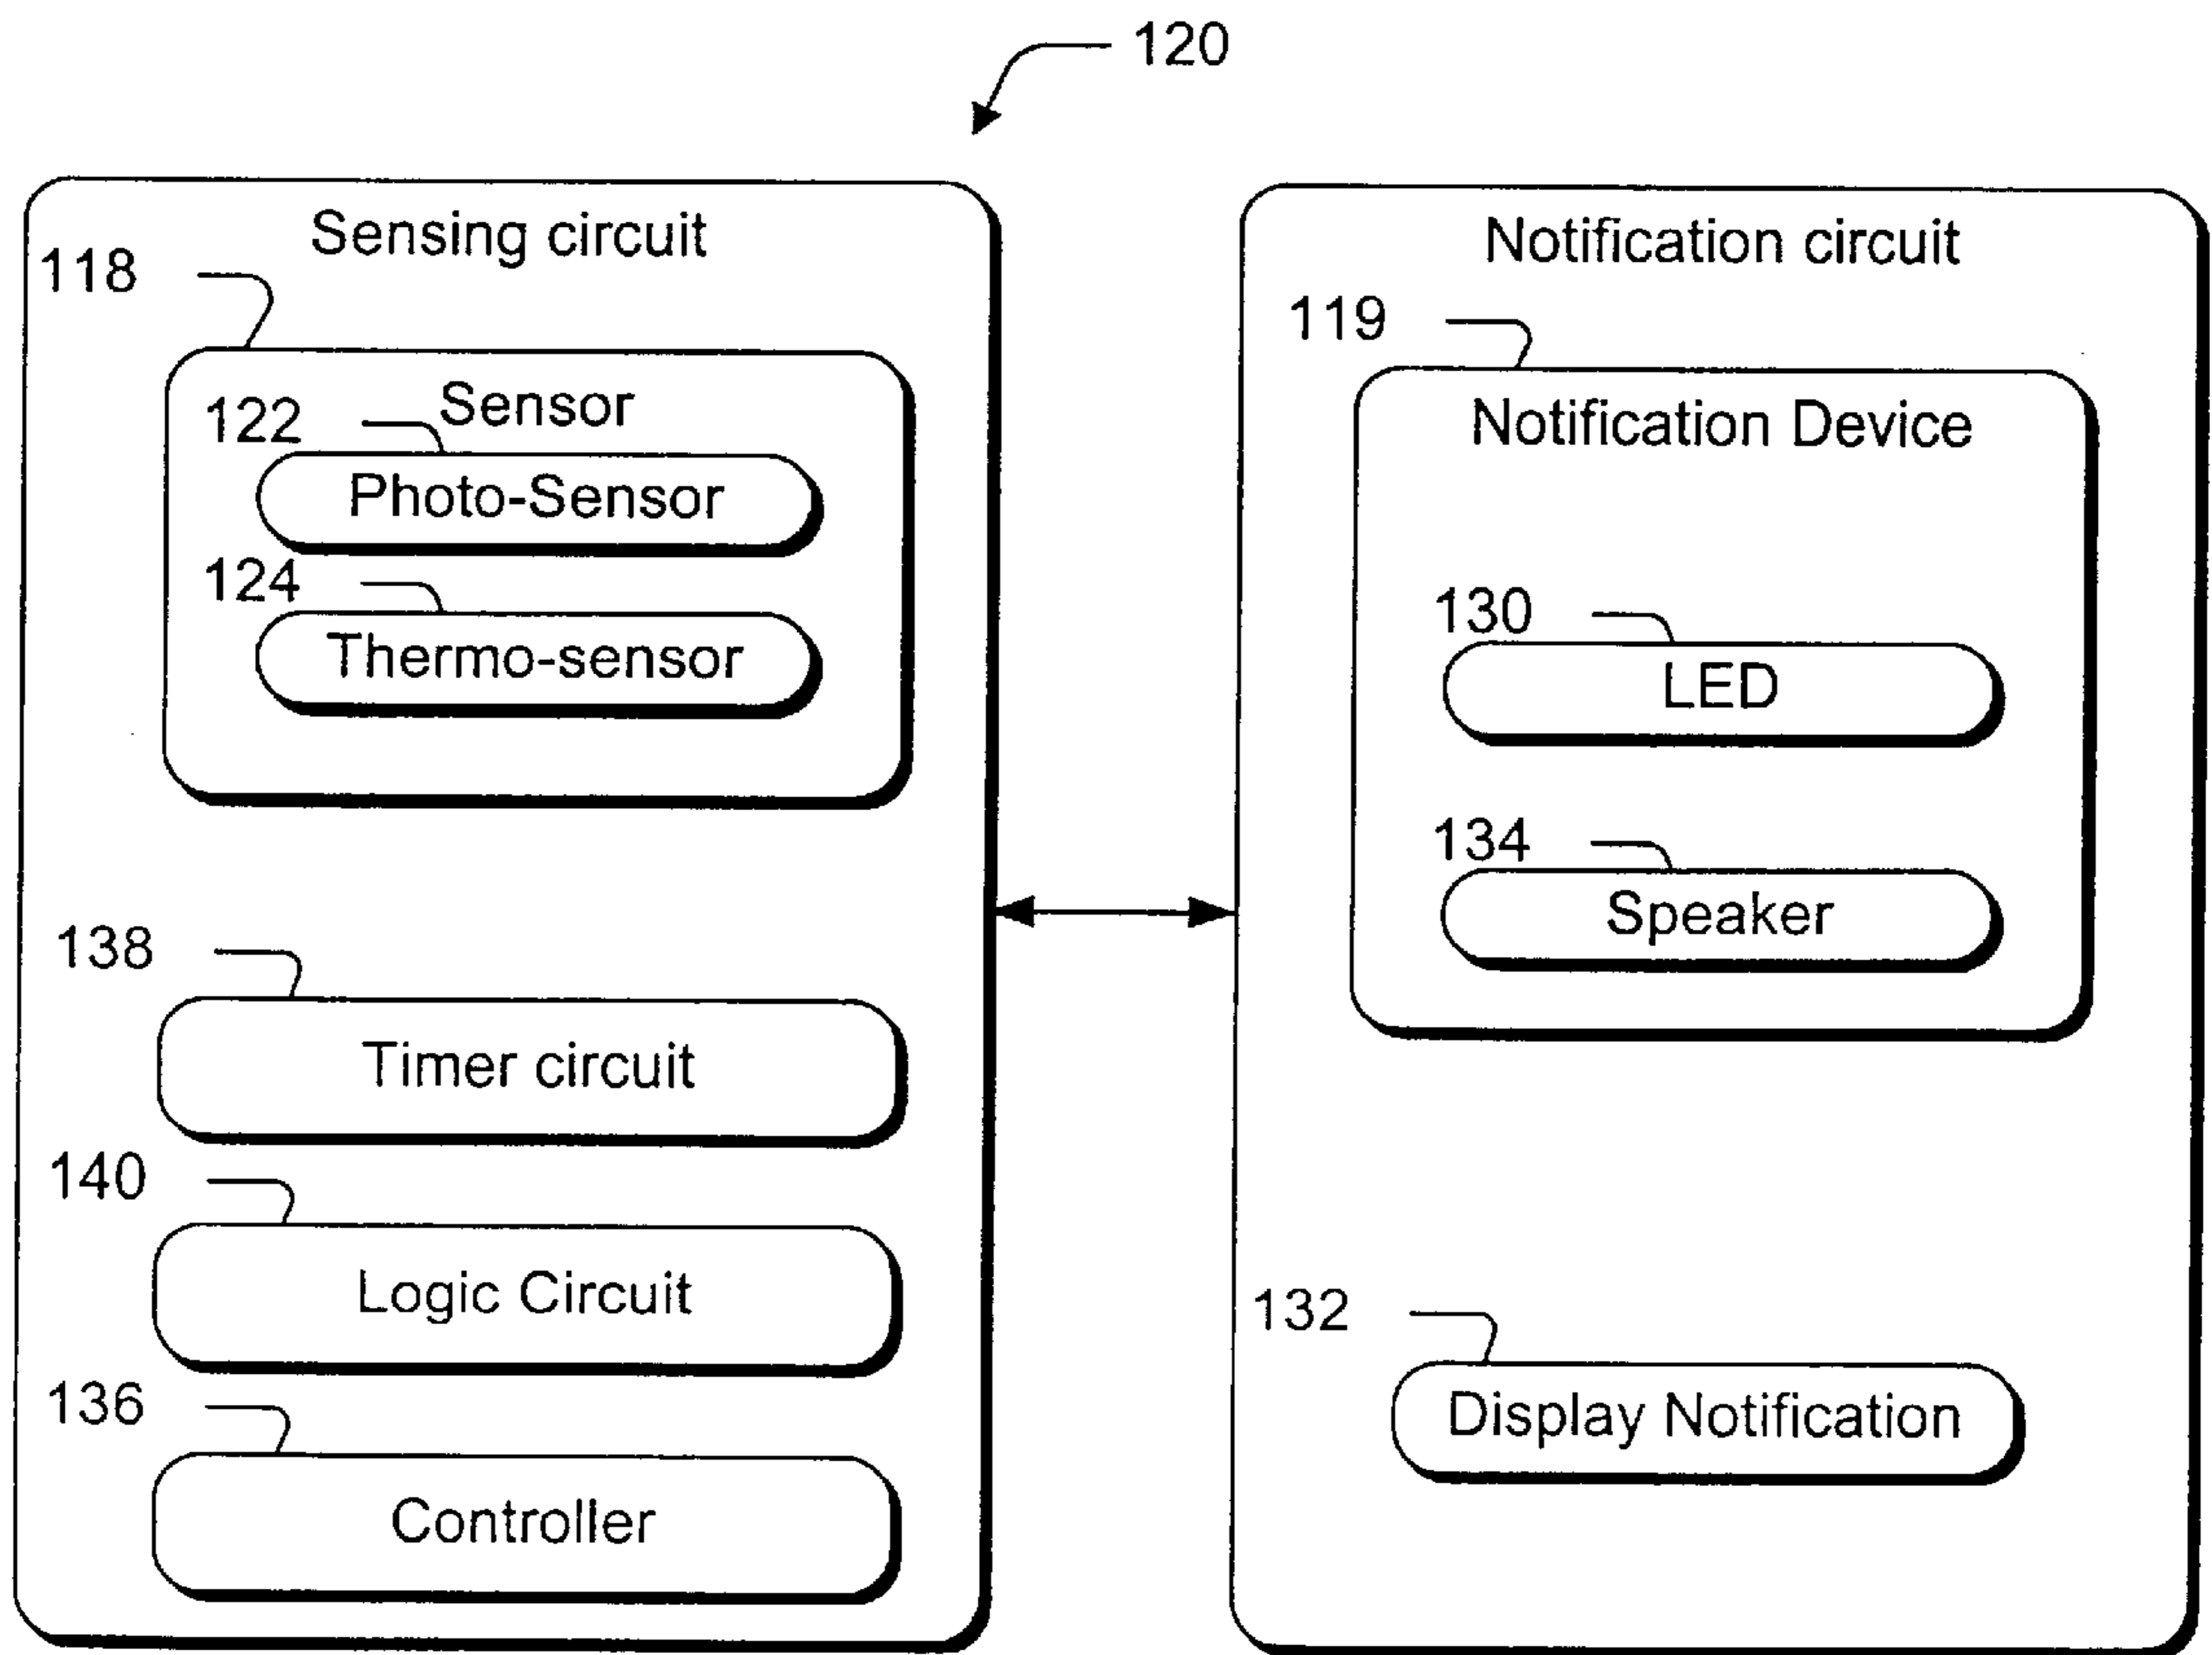 120
Sensing circuit
118
Sensor
122
Photo-Sensor
124
Thermo-sensor
138
Timer circuit
140
Logic Circuit
136
Controller
Notification circuit
119
Notification Device
130
LED
134
Speaker
132
Display Notification